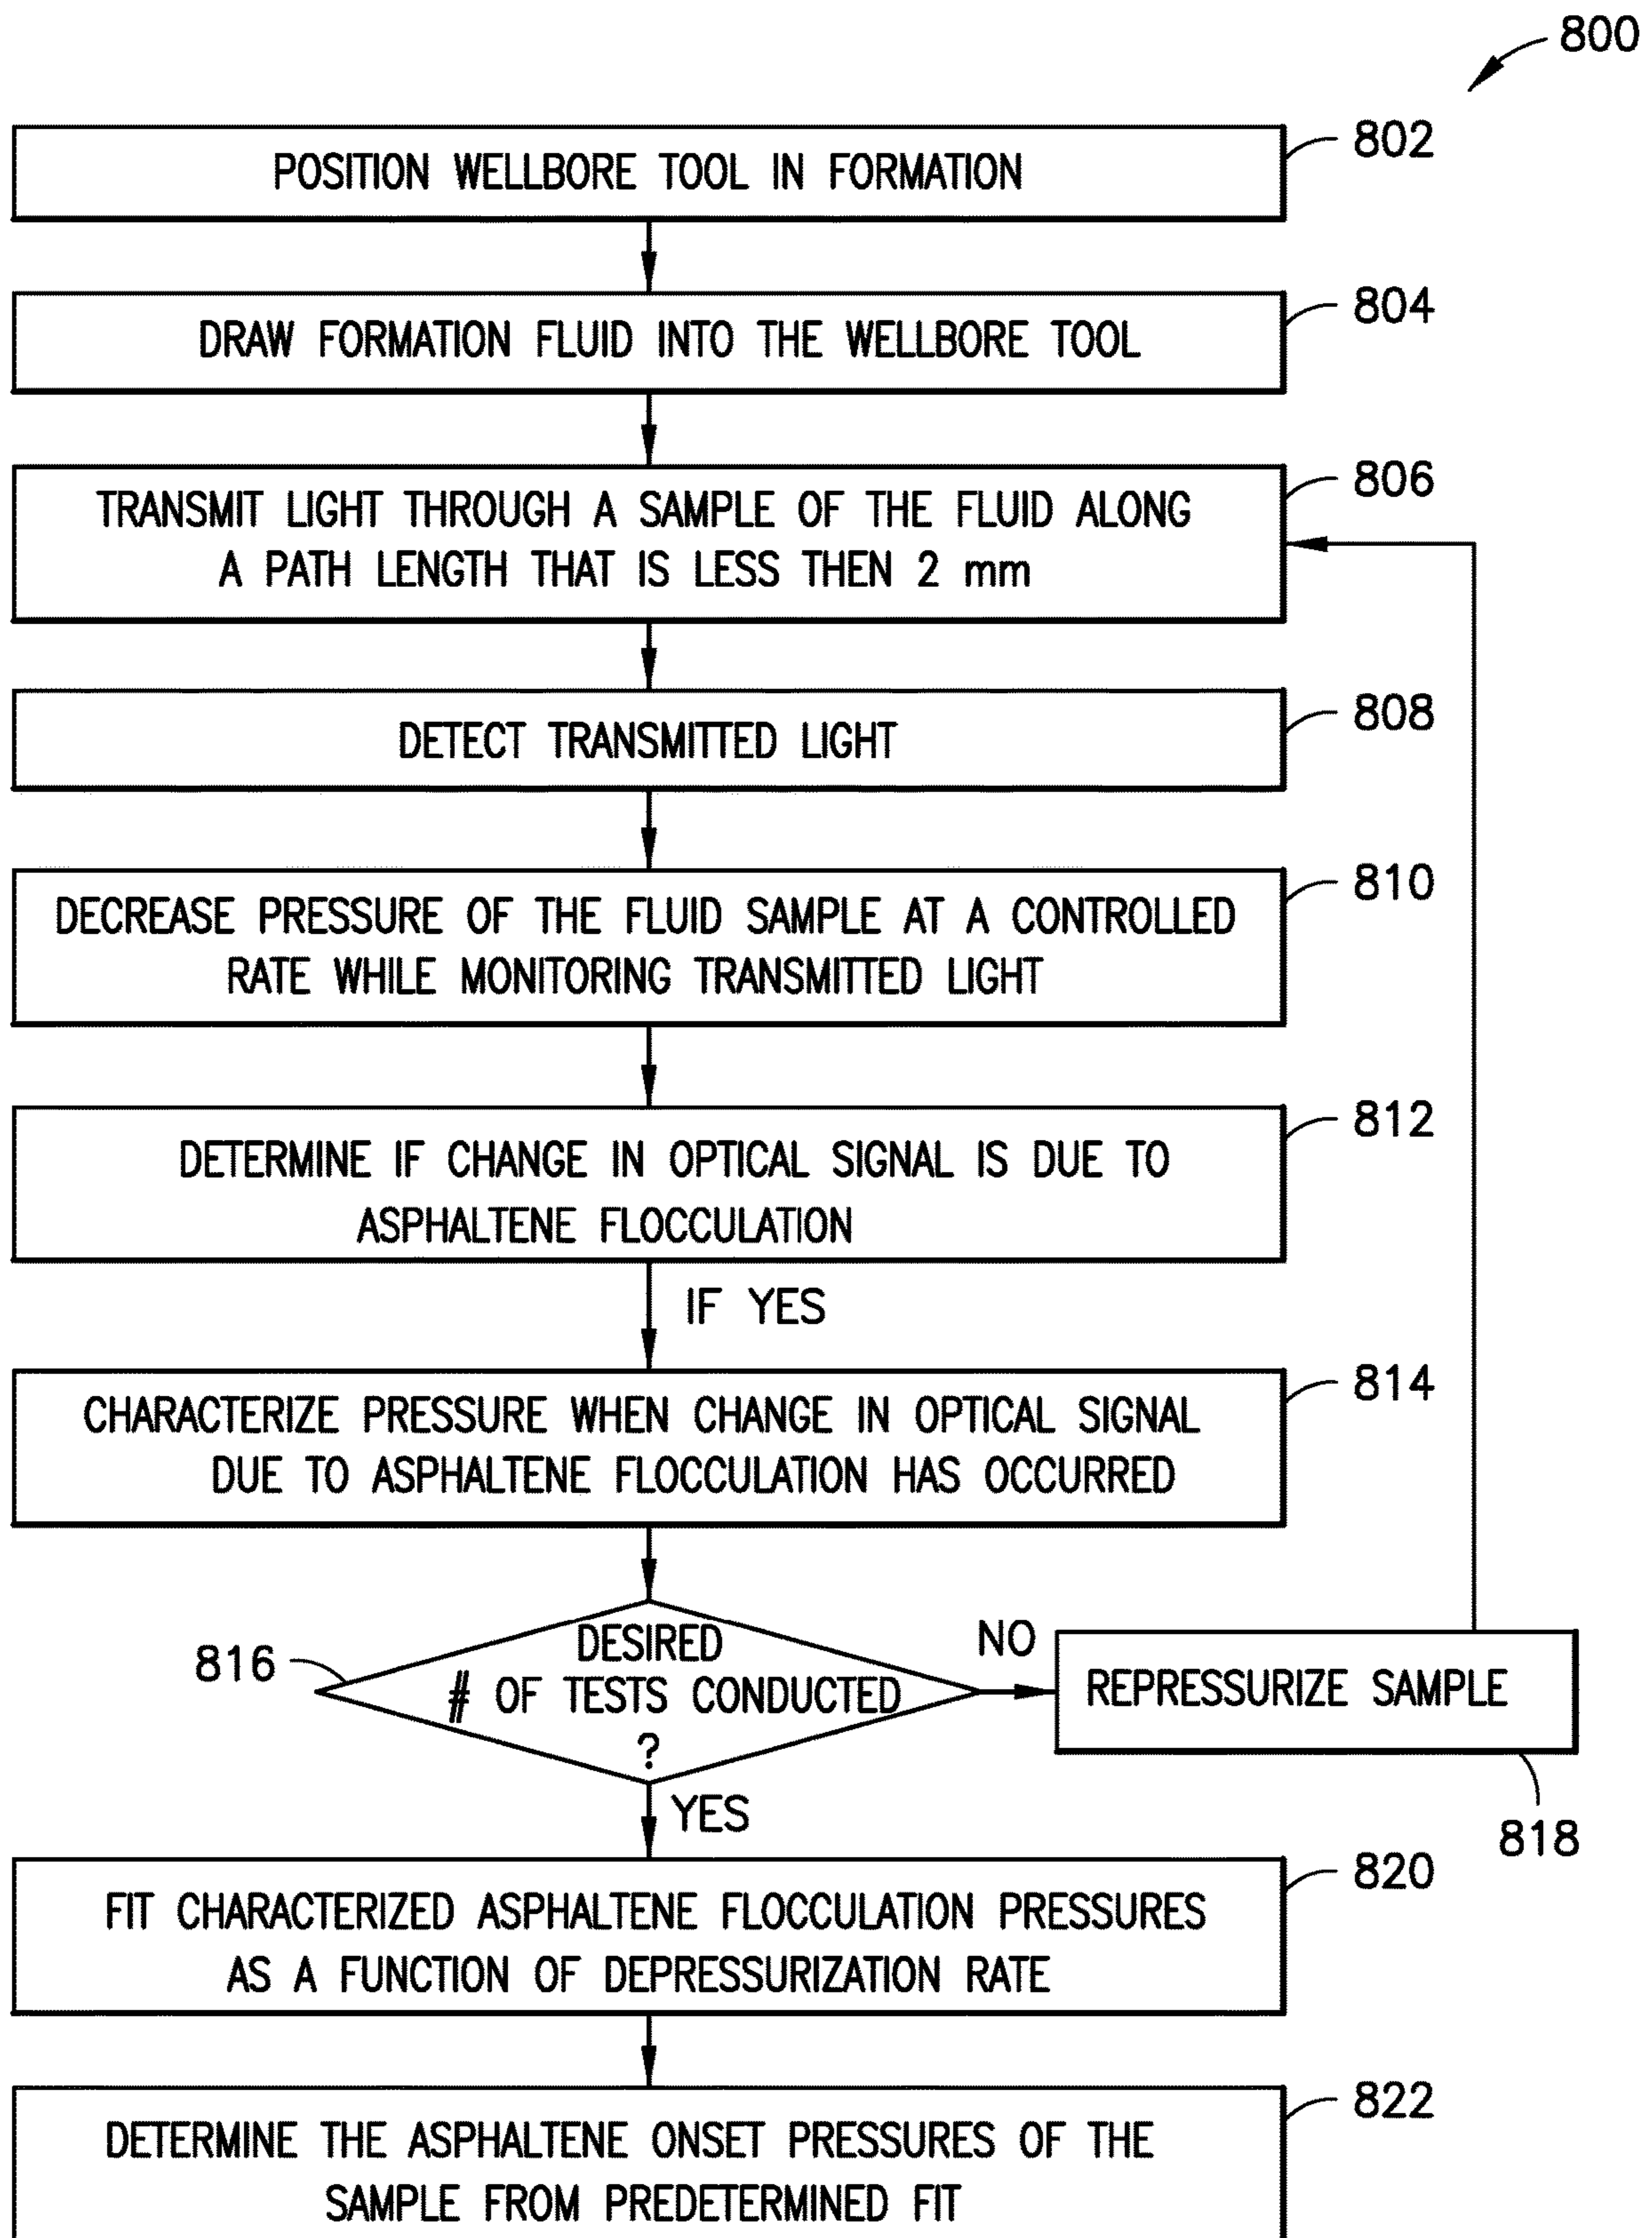 800
802
POSITION WELLBORE TOOL IN FORMATION
804
DRAW FORMATION FLUID INTO THE WELLBORE TOOL
806
TRANSMIT LIGHT THROUGH A SAMPLE OF THE FLUID ALONG
A PATH LENGTH THAT IS LESS THEN 2 mm
808
DETECT TRANSMITTED LIGHT
810
DECREASE PRESSURE OF THE FLUID SAMPLE AT A CONTROLLED
RATE WHILE MONITORING TRANSMITTED LIGHT
812
DETERMINE IF CHANGE IN OPTICAL SIGNAL IS DUE TO
ASPHALTENE FLOCCULATION
IF YES
814
CHARACTERIZE PRESSURE WHEN CHANGE IN OPTICAL SIGNAL
DUE TO ASPHALTENE FLOCCULATION HAS OCCURRED
816
DESIRED
# OF TESTS CONDUCTED
?
NO
REPRESSURIZE SAMPLE
818
YES
820
FIT CHARACTERIZED ASPHALTENE FLOCCULATION PRESSURES
AS A FUNCTION OF DEPRESSURIZATION RATE
822
DETERMINE THE ASPHALTENE ONSET PRESSURES OF THE
SAMPLE FROM PREDETERMINED FIT